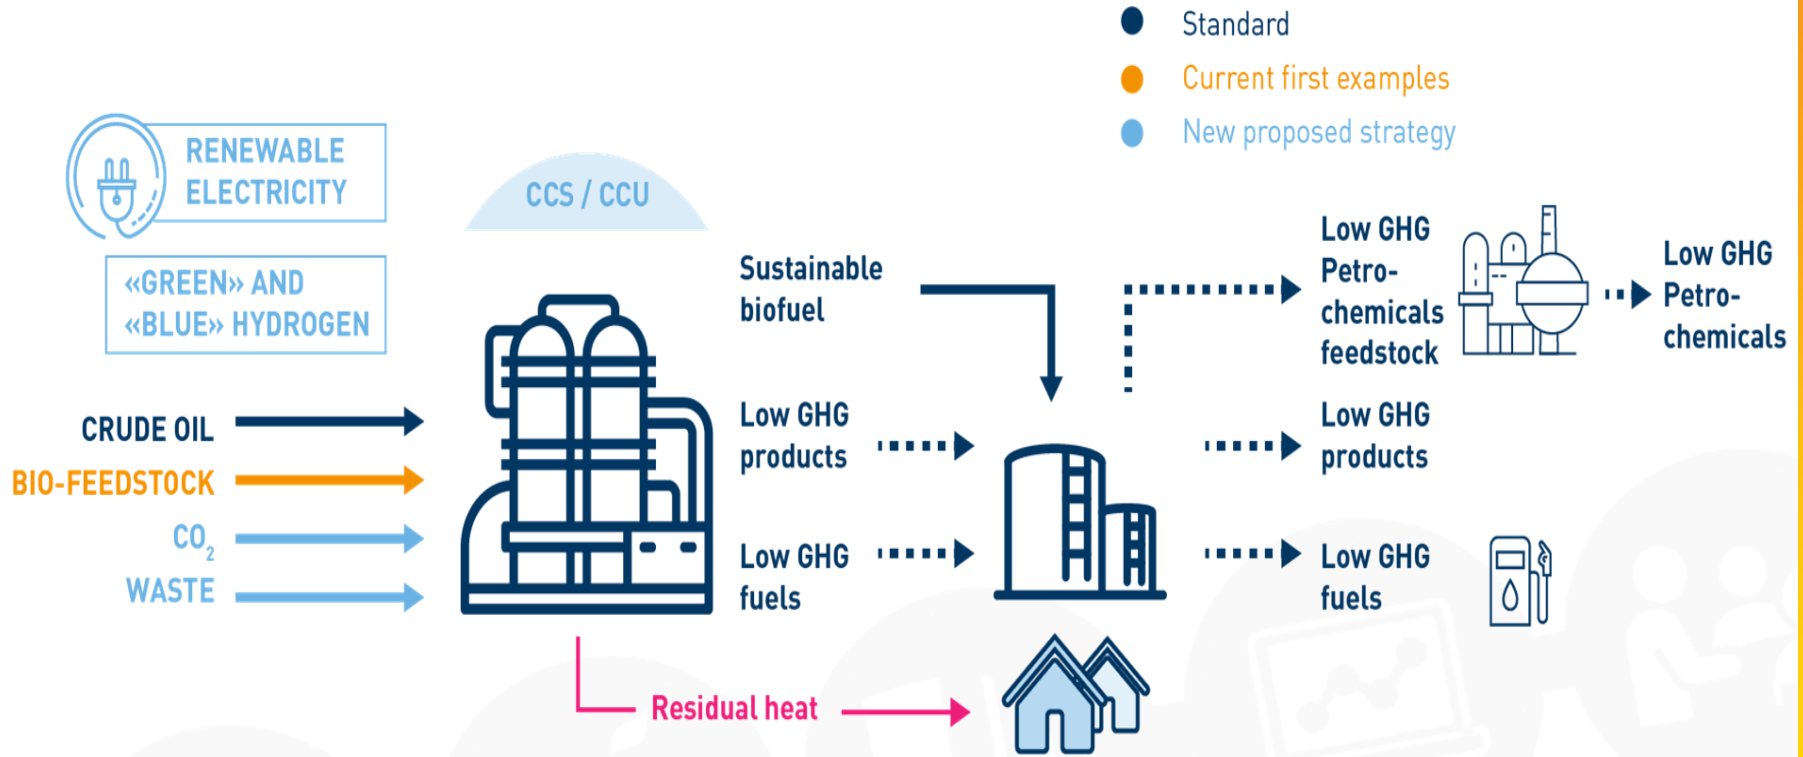 Standard
Current first examples
New proposed strategy
RENEWABLE
ELECTRICITY
«GREEN» AND
«BLUE» HYDROGEN
CCS / CCU
CRUDE OIL
BIO-FEEDSTOCK
CO₂
WASTE
Sustainable
biofuel
Low GHG
products
Low GHG
fuels
Residual heat
Low GHG
Petro-
chemicals
feedstock
Low GHG
Petro-
chemicals
Low GHG
products
Low GHG
fuels